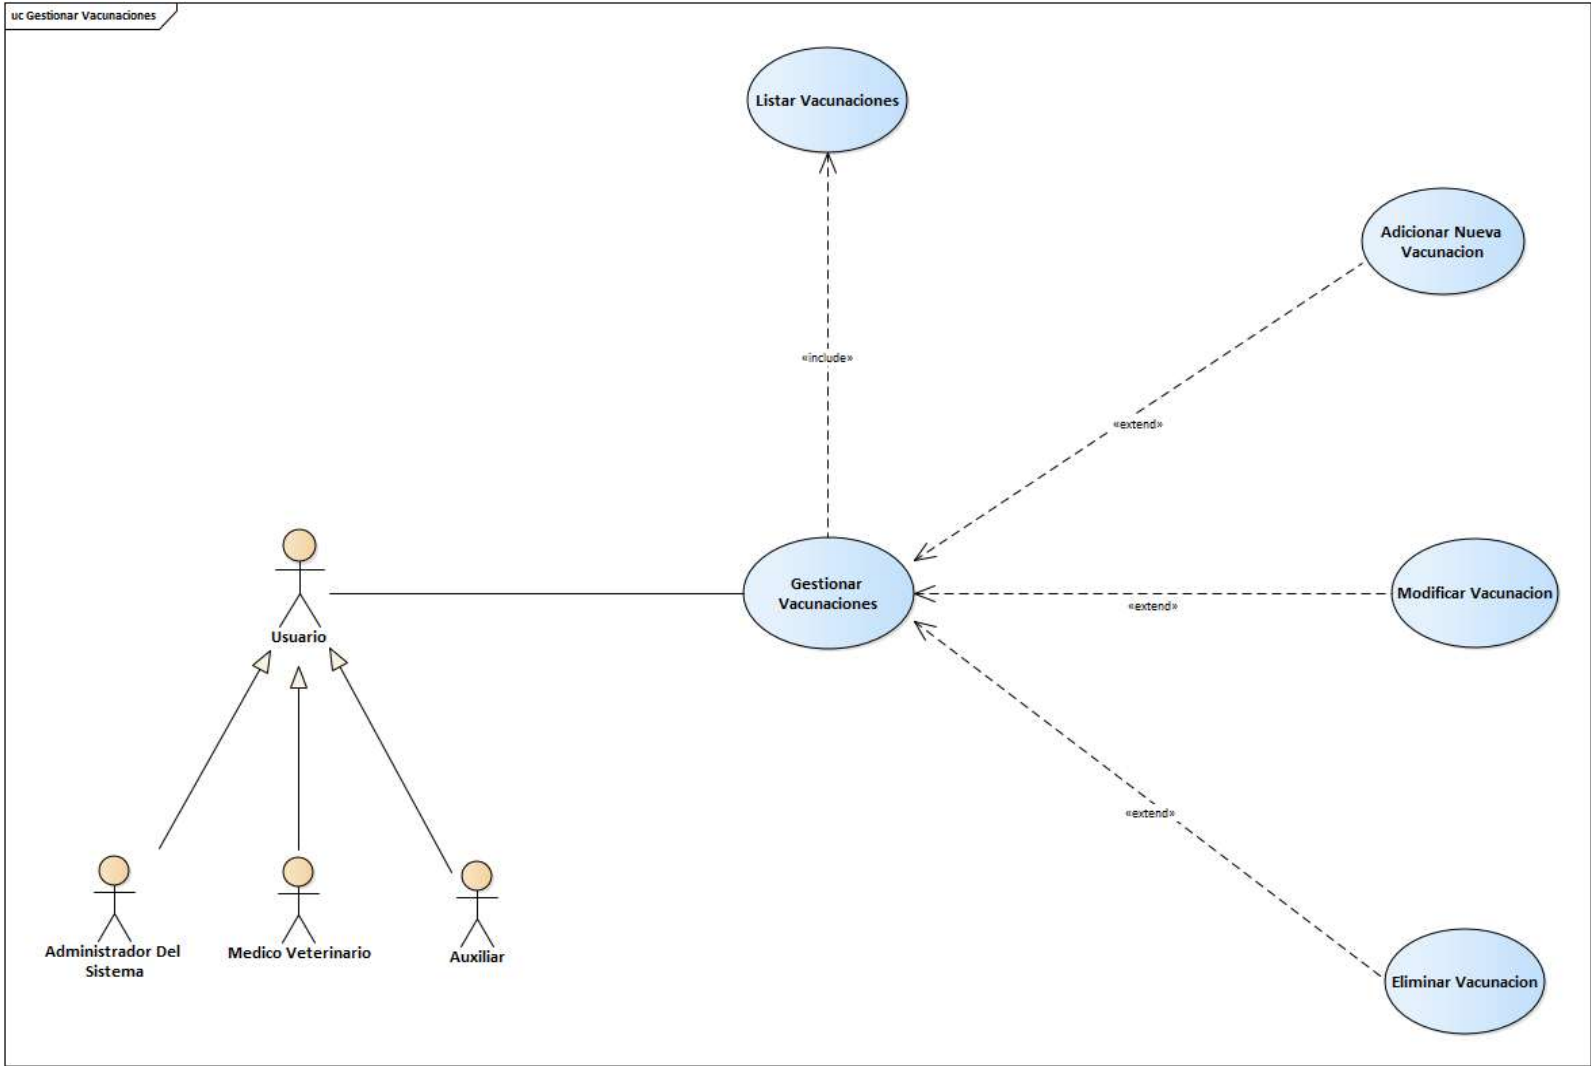 uc Gestionar Vacunaciones
Listar Vacunaciones
Adicionar Nueva
Vacunacion
«include»
«extend»
Gestionar
Vacunaciones
Modificar Vacunacion
«extend»
Usuario
«extend»
Administrador Del
Sistema
Medico Veterinario
Auxiliar
Eliminar Vacunacion